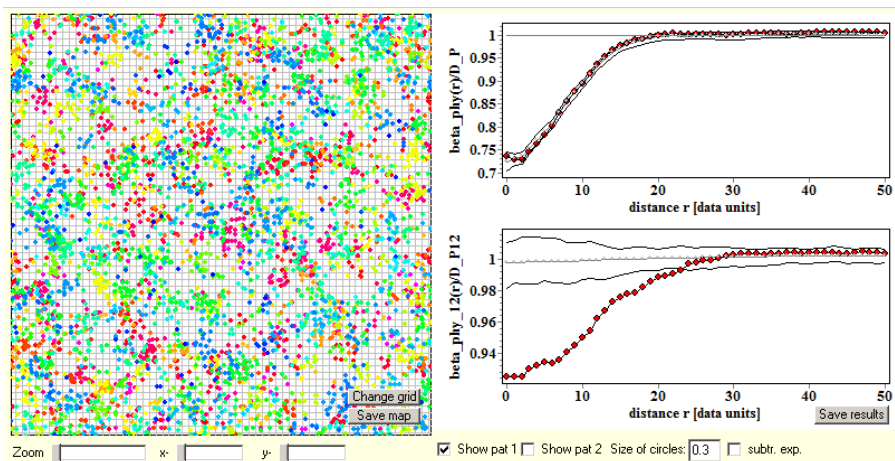 beta_phy(r)/D_P
1
0.95
0.9
0.85
0.8
0.75
0.7
0 10 20 30 40 50
distance r [data units]
beta_phy_12(r)/D_P12
1
0.98
0.96
0.94
0 10 20 30 40 50
distance r [data units]
Change grid
Save map
Save results
Zoom x- y- Show pat 1 Show pat 2 Size of circles: 0.3 subtr. exp.